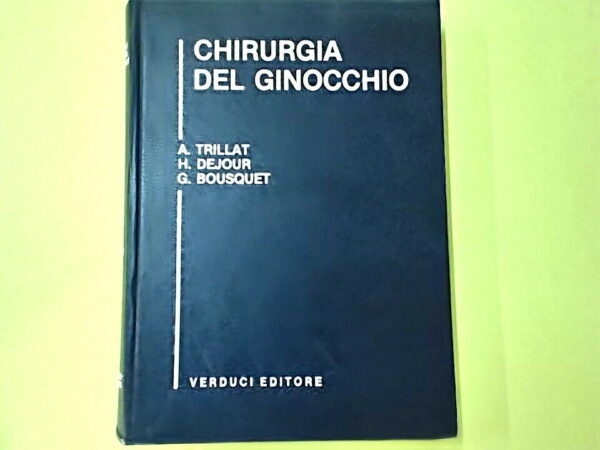 CHIRURGIA
DEL GINOCCHIO
A. TRILLAT
H. DEJOUR
G. BOUSQUET
VERDUCI EDITORE